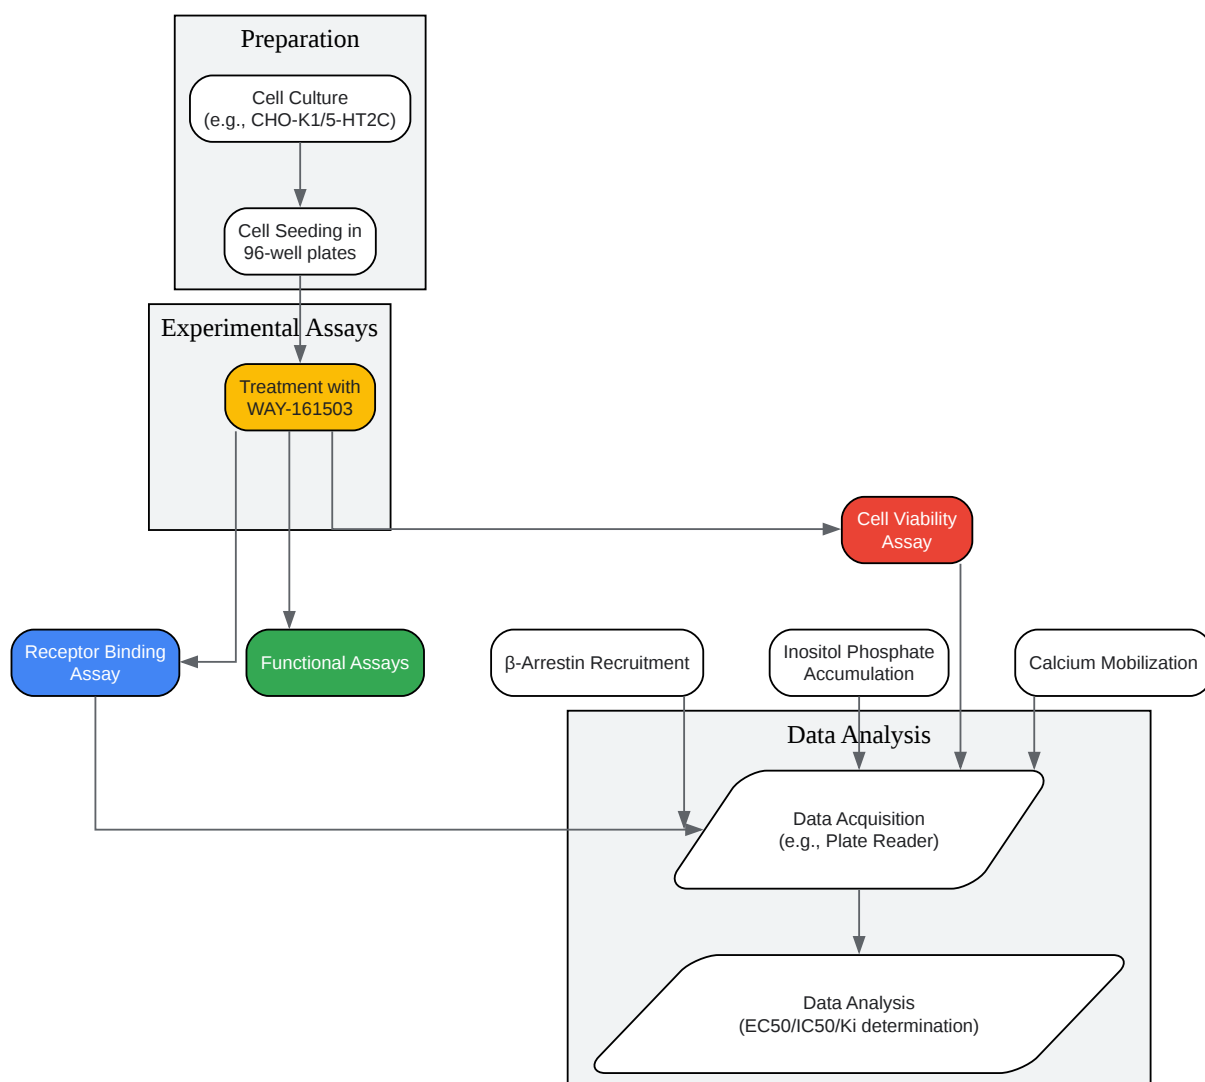 Preparation
Cell Culture
(e.g., CHO-K1/5-HT2C)
Cell Seeding in
96-well plates
Experimental Assays
Treatment with
WAY-161503
Cell Viability
Assay
Receptor Binding
Assay
Functional Assays
β-Arrestin Recruitment
Inositol Phosphate
Accumulation
Calcium Mobilization
Data Analysis
Data Acquisition
(e.g., Plate Reader)
Data Analysis
(EC50/IC50/Ki determination)